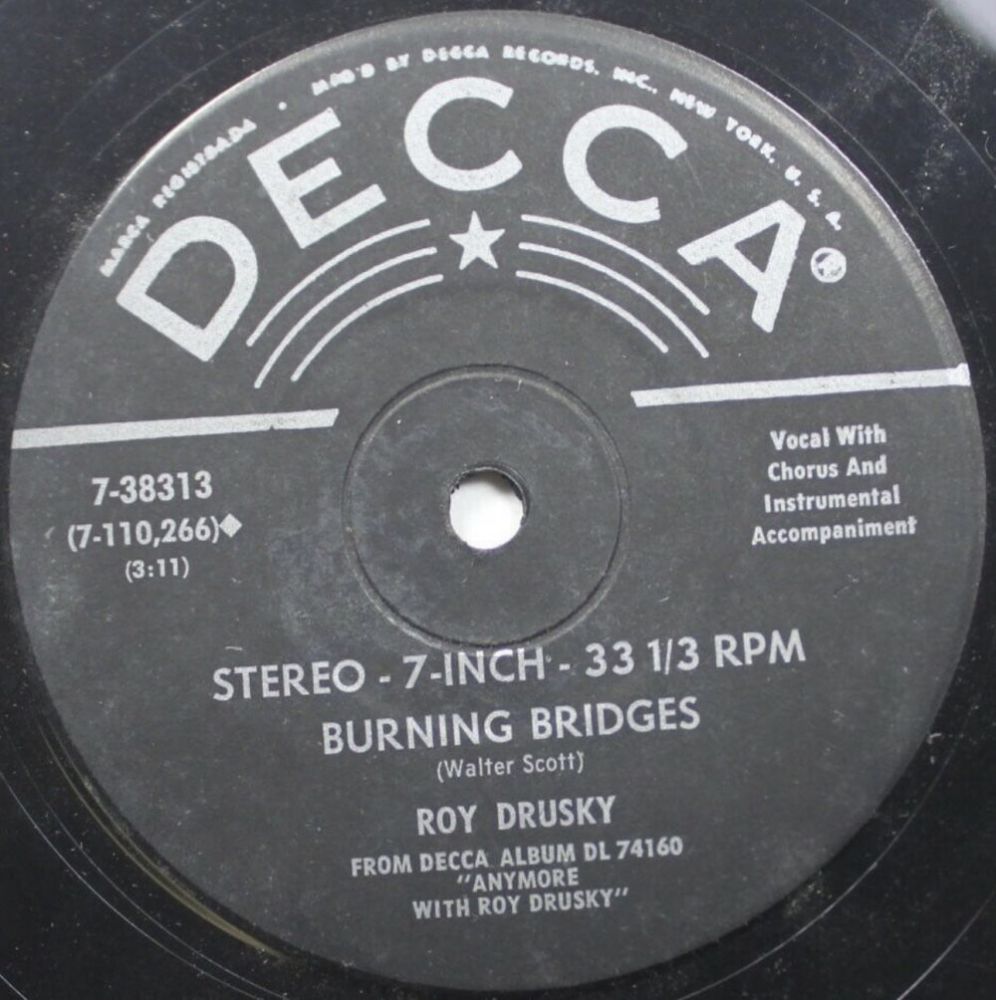 MARCA REGISTRADA • MFG'D BY DECCA RECORDS, INC., NEW YORK, U. S. A.
DECCA®
7-38313
(7-110,266)◆
(3:11)
Vocal With
Chorus And
Instrumental
Accompaniment
STEREO - 7-INCH - 33 1/3 RPM
BURNING BRIDGES
(Walter Scott)
ROY DRUSKY
FROM DECCA ALBUM DL 74160
"ANYMORE
WITH ROY DRUSKY"